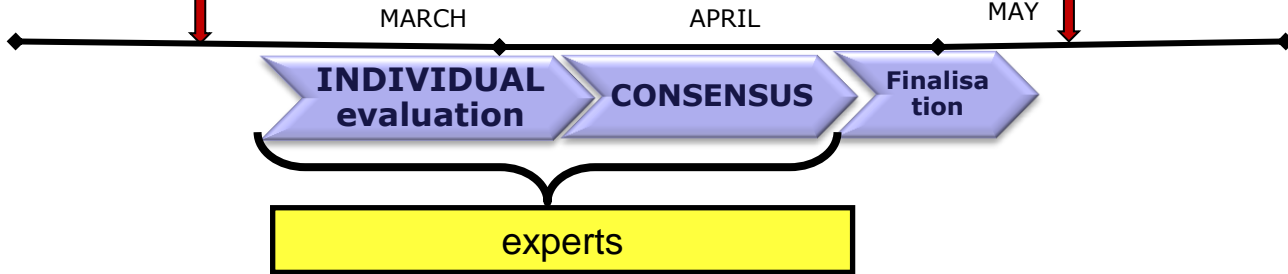 MARCH APRIL MAY
INDIVIDUAL
evaluation
CONSENSUS
Finalisa
tion
experts